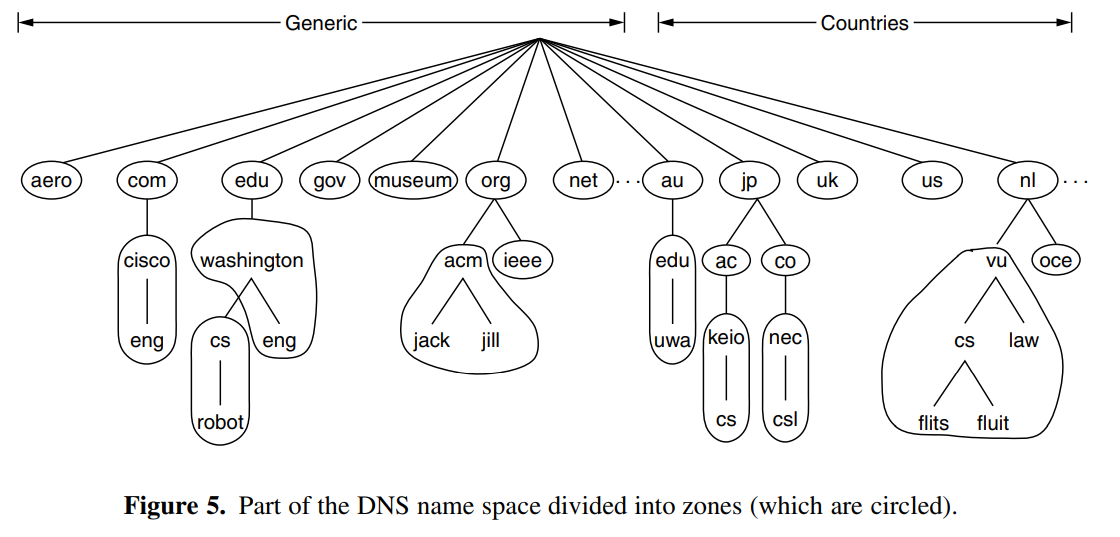 Generic Countries
aero com edu gov museum org net ... au jp uk us nl ...
cisco washington acm ieee edu ac co vu oce
eng cs eng jack jill uwa keio nec cs law
robot cs csl flits fluit
Figure 5. Part of the DNS name space divided into zones (which are circled).